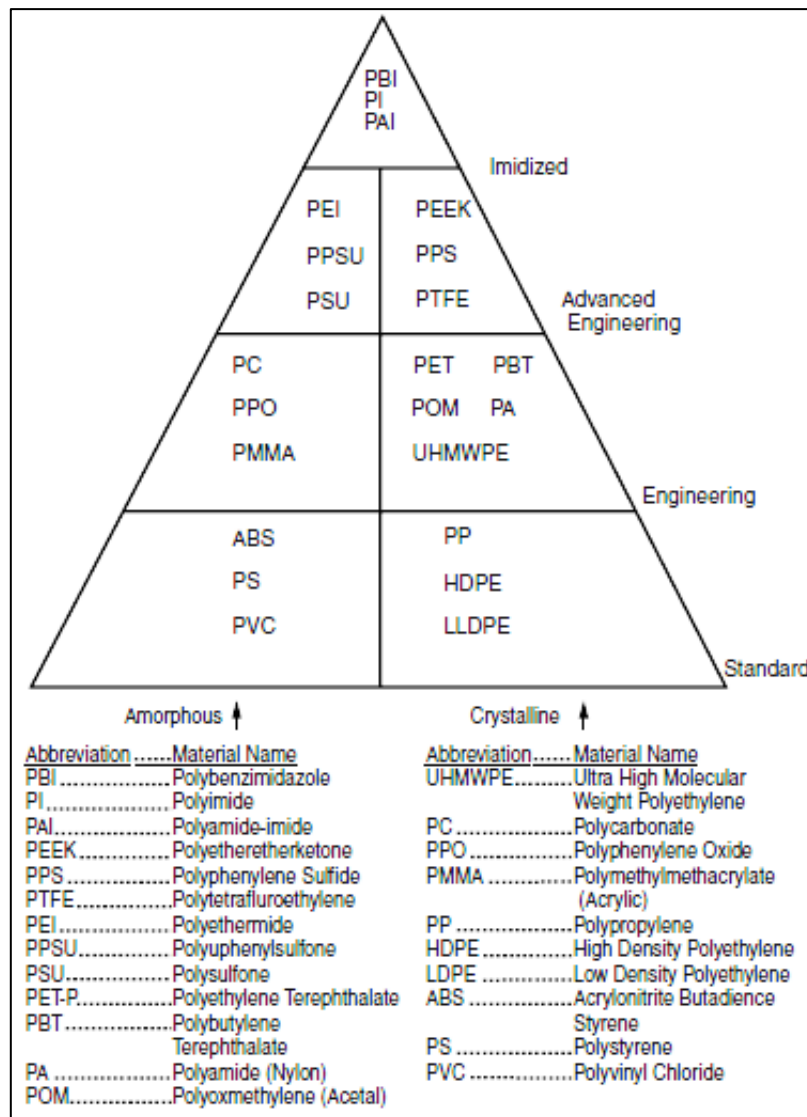 PBI
PI
PAI
Imidized
PEI
PEEK
PPSU
PPS
PSU
PTFE
Advanced
Engineering
PC
PET PBT
PPO
POM PA
PMMA
UHMWPE
Engineering
ABS
PP
PS
HDPE
PVC
LLDPE
Standard
Amorphous
Crystalline
Abbreviation ...... Material Name
PBI .................. Polybenzimidazole
PI ..................... Polyimide
PAI ................... Polyamide-imide
PEEK ............... Polyetheretherketone
PPS ................. Polyphenylene Sulfide
PTFE ............... Polytetrafluroethylene
PEI .................. Polyethermide
PPSU ............... Polyuphenylsulfone
PSU ................. Polysulfone
PET-P .............. Polyethylene Terephthalate
PBT ................. Polybutylene
Terephthalate
PA ................... Polyamide (Nylon)
POM ................ Polyoxmethylene (Acetal)
Abbreviation ...... Material Name
UHMWPE ........ Ultra High Molecular
Weight Polyethylene
PC ................... Polycarbonate
PPO ................. Polyphenylene Oxide
PMMA .............. Polymethylmethacrylate
(Acrylic)
PP ................... Polypropylene
HDPE ............... High Density Polyethylene
LDPE ............... Low Density Polyethylene
ABS ................. Acrylonitrite Butadience
Styrene
PS ................... Polystyrene
PVC ................. Polyvinyl Chloride